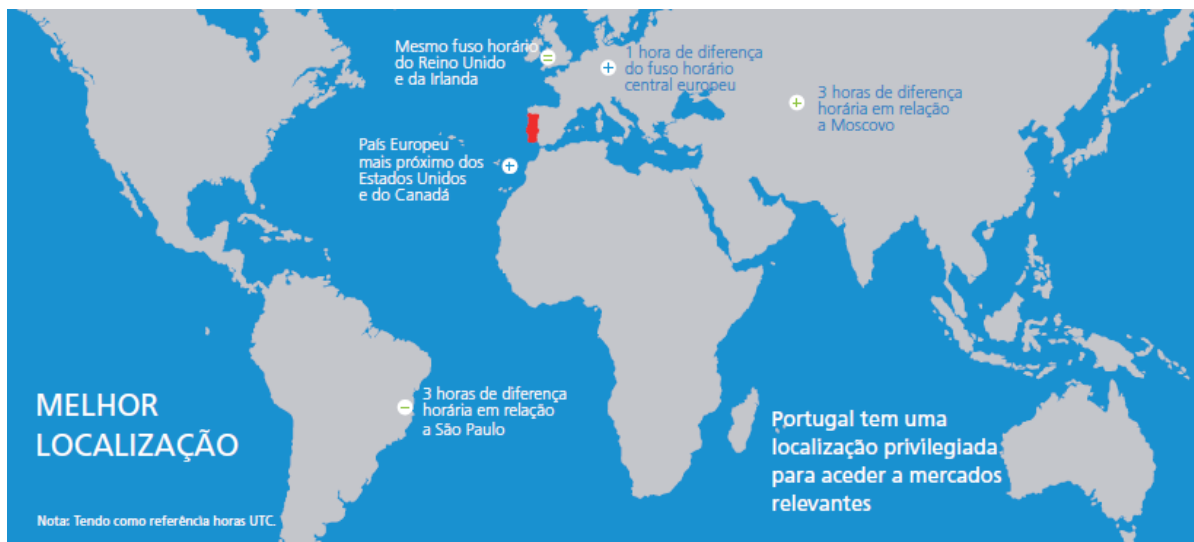 Mesmo fuso horário
do Reino Unido
e da Irlanda
1 hora de diferença
do fuso horário
central europeu
3 horas de diferença
horária em relação
a Moscovo
País Europeu
mais próximo dos
Estados Unidos
e do Canadá
3 horas de diferença
horária em relação
a São Paulo
MELHOR
LOCALIZAÇÃO
Portugal tem uma
localização privilegiada
para aceder a mercados
relevantes
Nota: Tendo como referência horas UTC.